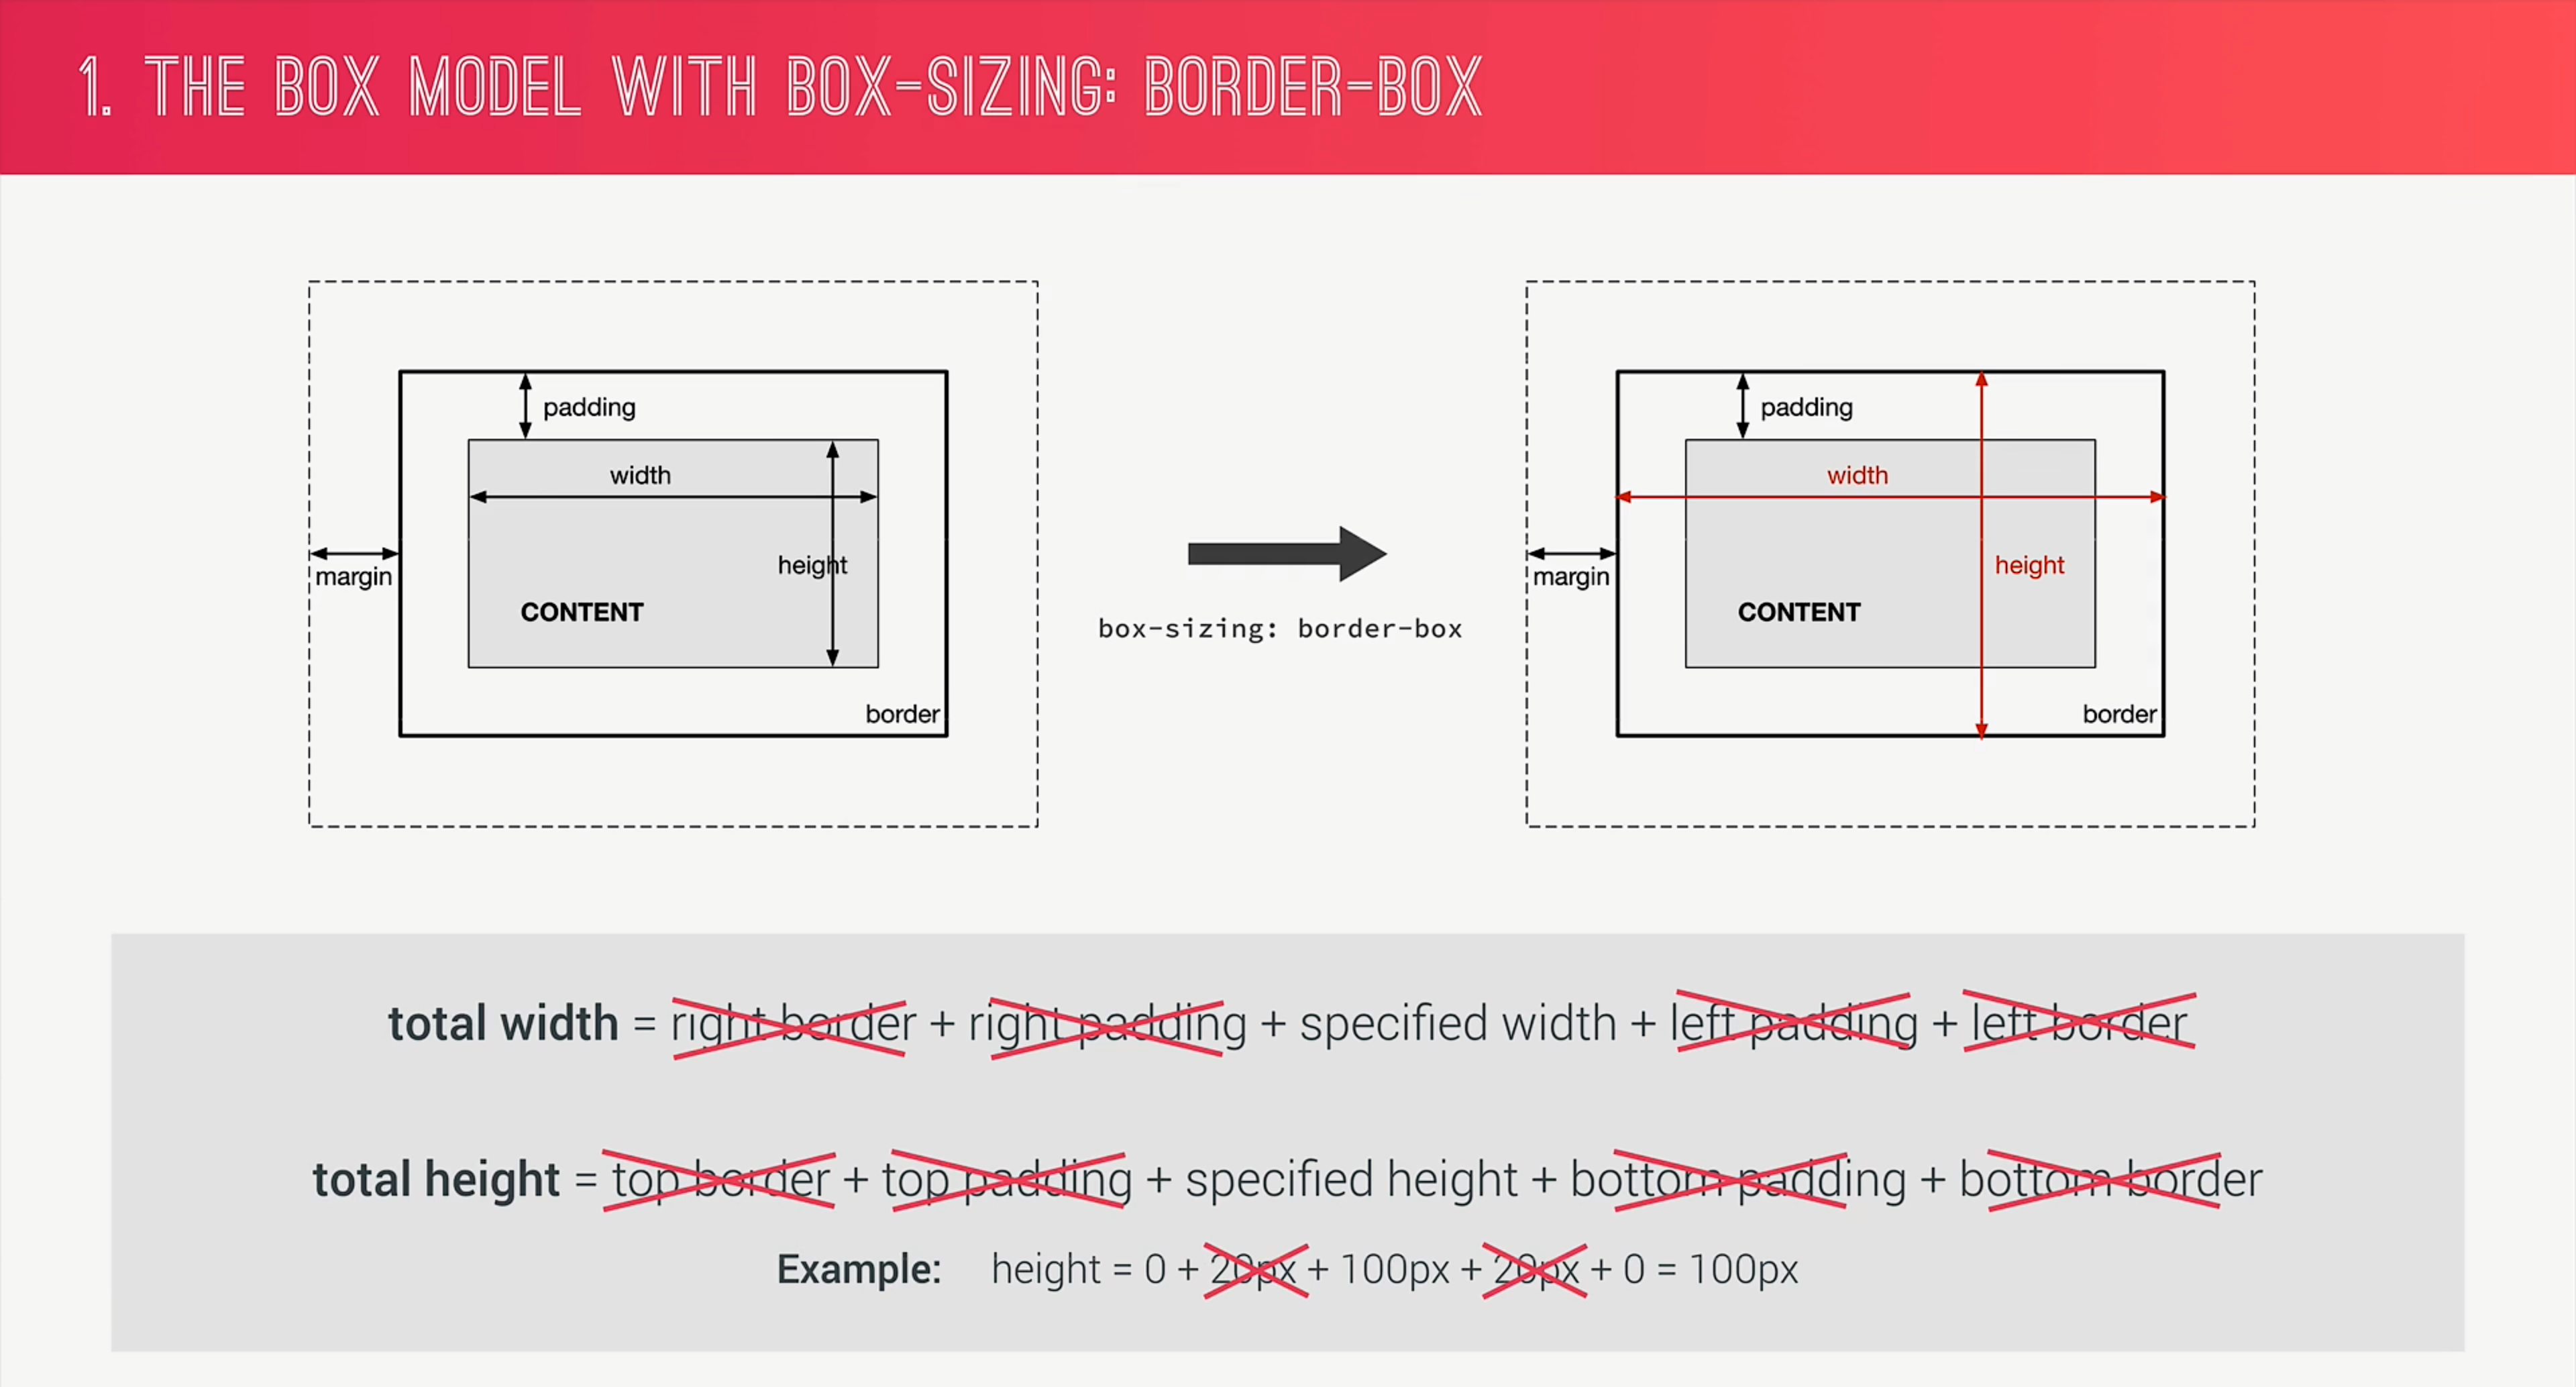 1. THE BOX MODEL WITH BOX-SIZING: BORDER-BOX
padding
width
height
margin
CONTENT
border
box-sizing: border-box
padding
width
height
margin
CONTENT
border
total width = right border + right padding + specified width + left padding + left border
total height = top border + top padding + specified height + bottom padding + bottom border
Example: height = 0 + 20px + 100px + 20px + 0 = 100px